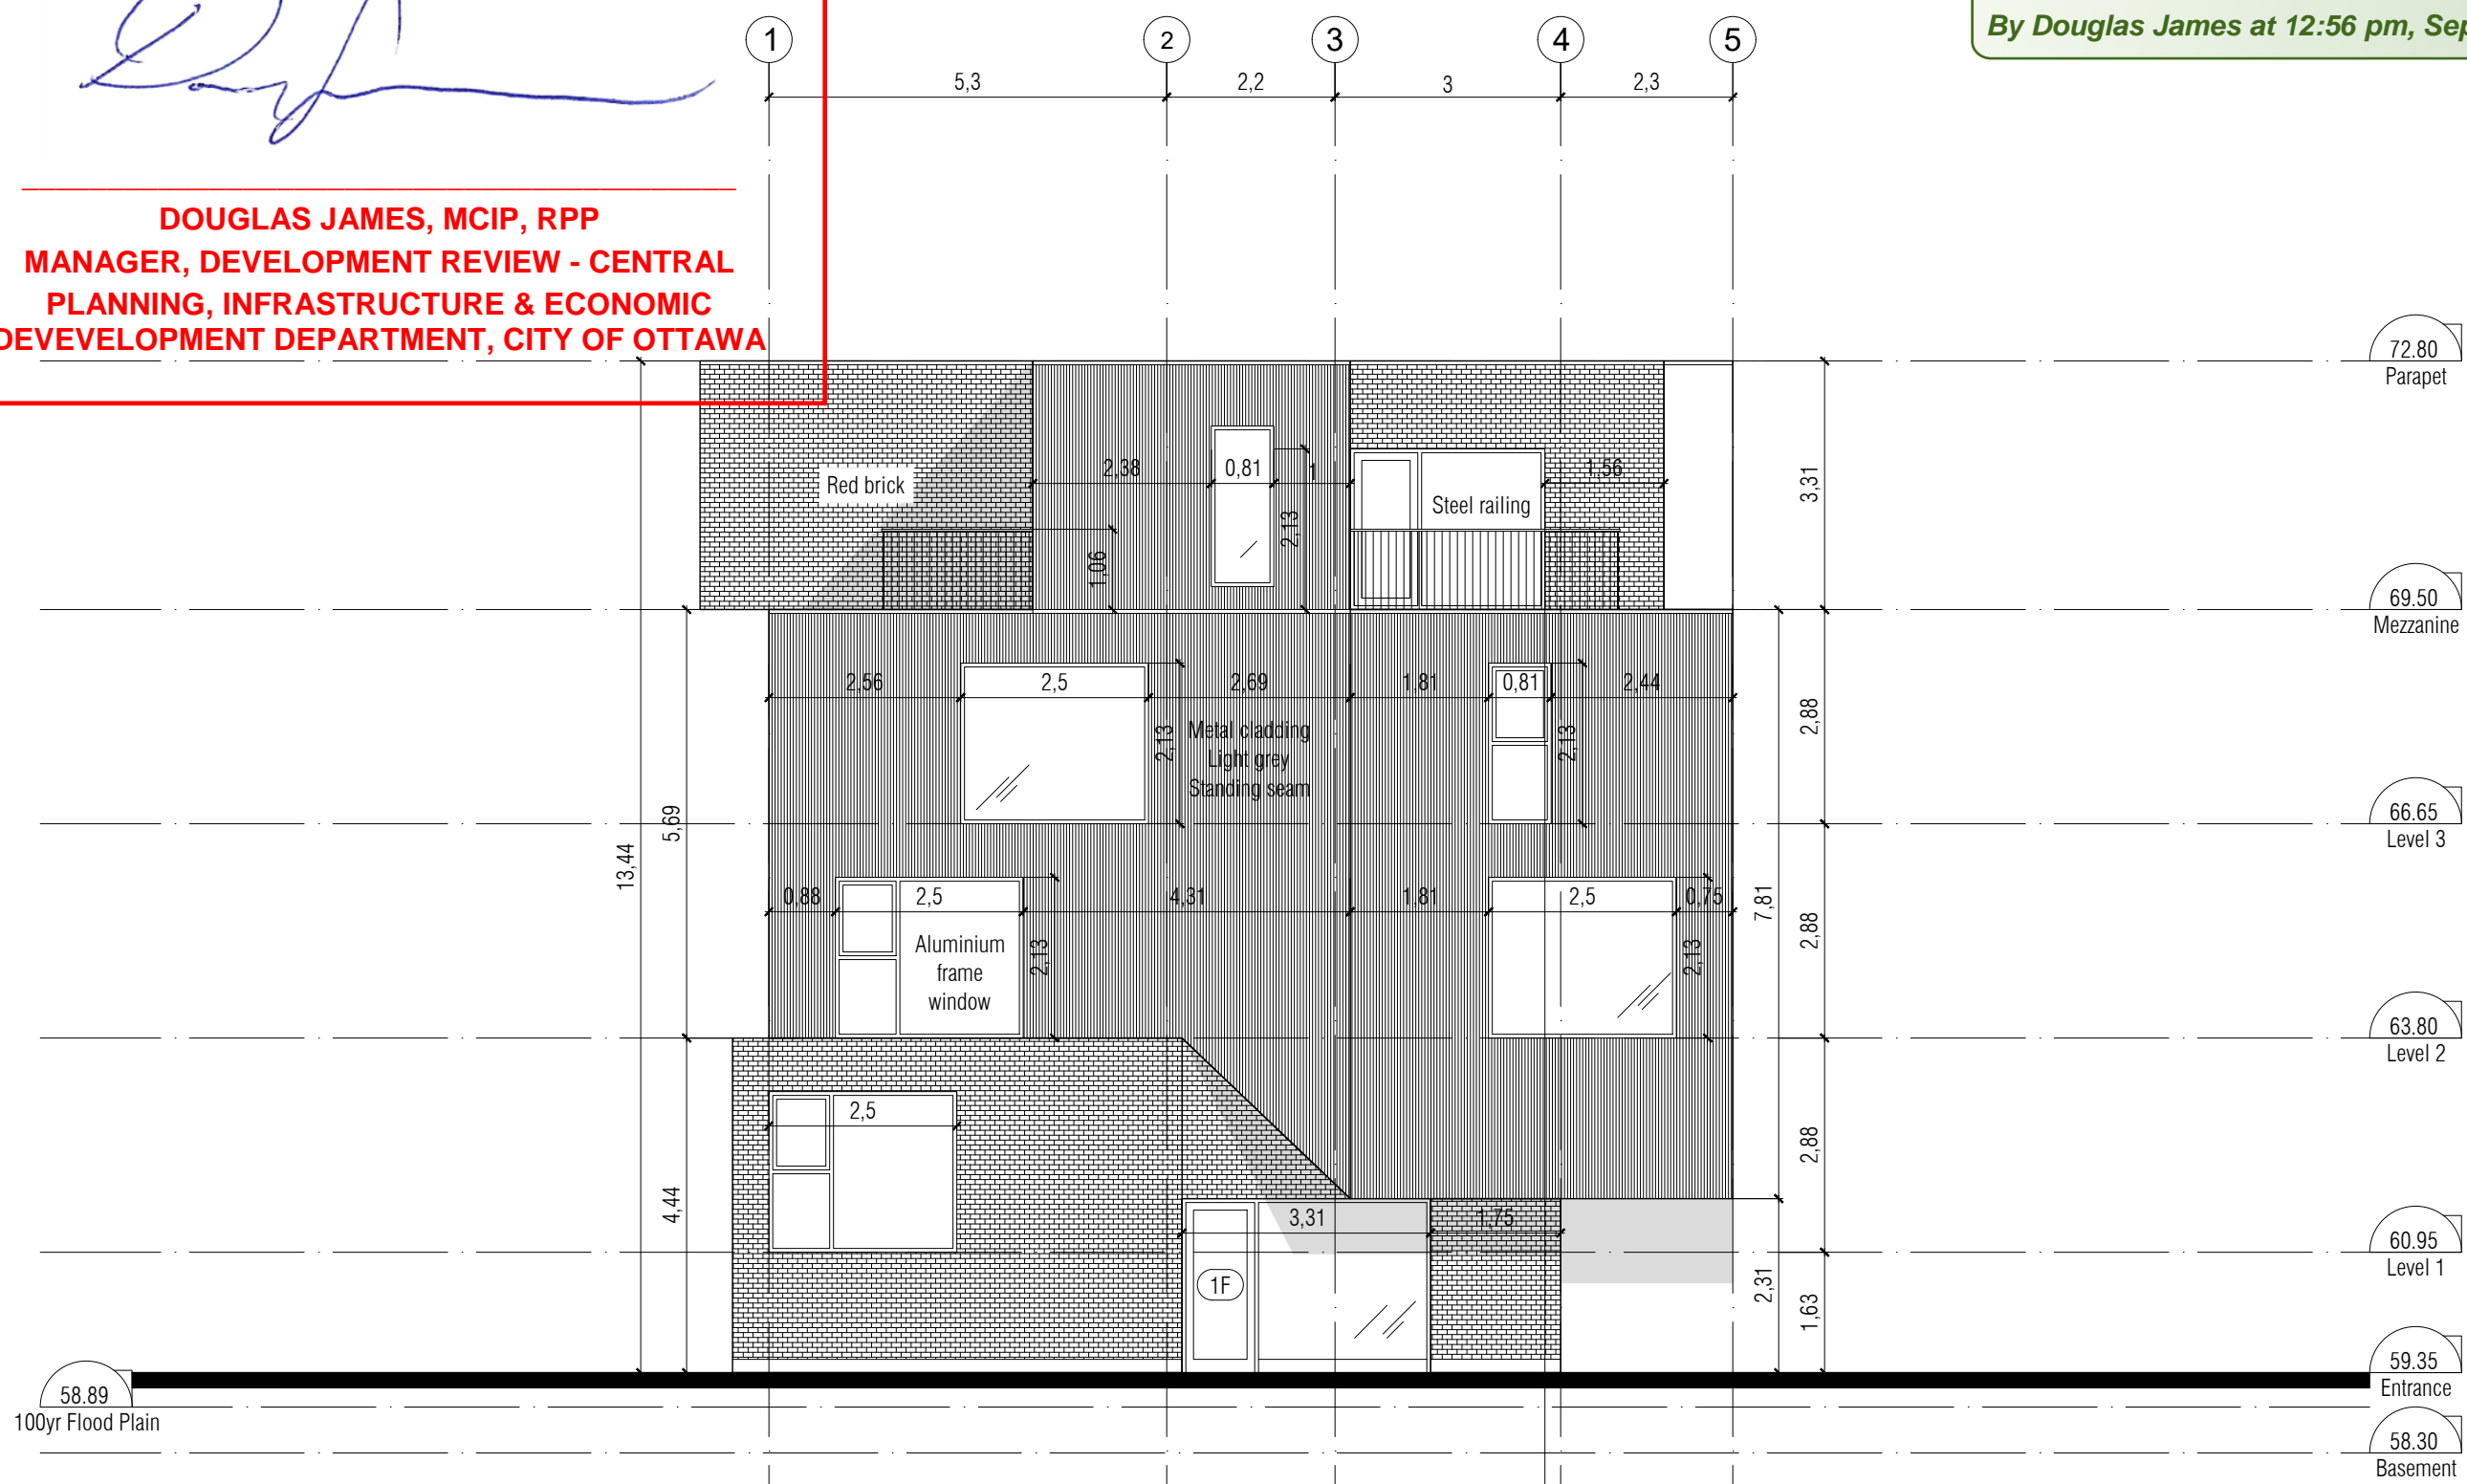 By Douglas James at 12:56 pm, Sep
1
2
3
4
5
5,3
2,2
3
2,3
DOUGLAS JAMES, MCIP, RPP
MANAGER, DEVELOPMENT REVIEW - CENTRAL
PLANNING, INFRASTRUCTURE & ECONOMIC
DEVEVELOPMENT DEPARTMENT, CITY OF OTTAWA
72.80
Parapet
Red brick
2,38
0,81
1
2,13
1,06
Steel railing
1,56
3,31
69.50
Mezzanine
2,56
2,5
2,69
1,81
0,81
2,44
2,13
Metal cladding
Light grey
Standing seam
2,13
2,88
5,69
13,44
66.65
Level 3
0,88
2,5
4,31
1,81
2,5
0,75
7,81
2,88
Aluminium
frame
window
2,13
2,13
63.80
Level 2
2,5
2,88
4,44
3,31
1,75
60.95
Level 1
1F
2,31
1,63
59.35
Entrance
58.89
100yr Flood Plain
58.30
Basement